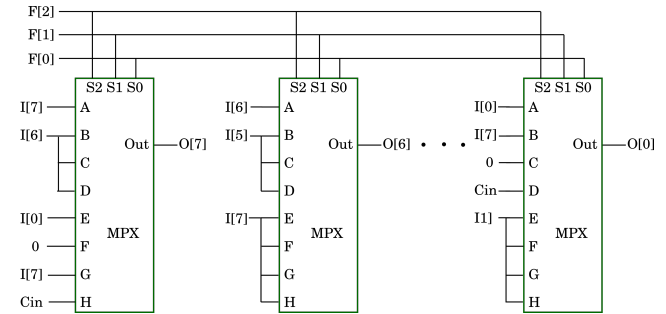 F[2]
F[1]
F[0]
S2 S1 S0 S2 S1 S0 S2 S1 S0
I[7] A I[6] A I[0] A
I[6] B I[5] B I[7] B
Out O[7] Out O[6] Out O[0]
C C 0 C
D D Cin D
I[0] E I[7] E I1] E
MPX MPX MPX
0 F F F
I[7] G G G
Cin H H H